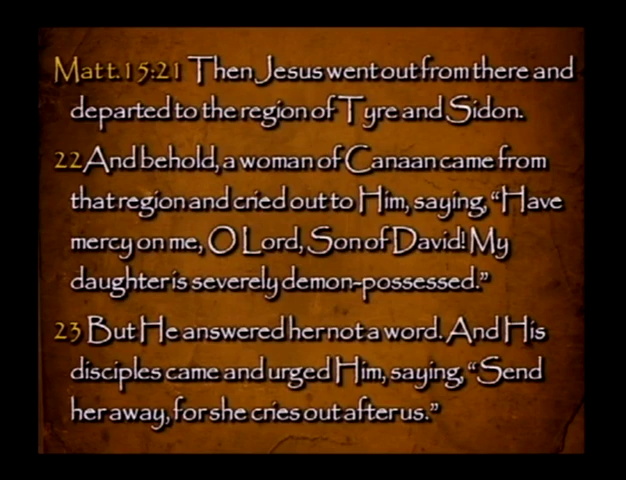 Matt.15:21 Then Jesus went out from there and
departed to the region of Tyre and Sidon.
22 And behold, a woman of Canaan came from
that region and cried out to Him, saying, “Have
mercy on me, O Lord, Son of David! My
daughter is severely demon-possessed.”
23 But He answered her not a word. And His
disciples came and urged Him, saying, “Send
her away, for she cries out after us.”